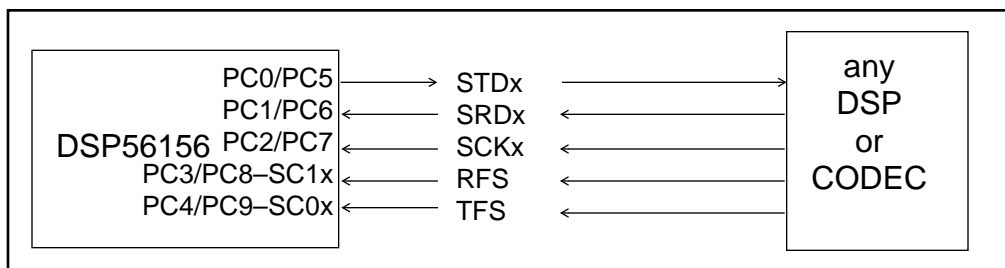 PC0/PC5 STDx any
PC1/PC6 SRDx DSP
DSP56156 PC2/PC7 SCKx or
PC3/PC8–SC1x RFS CODEC
PC4/PC9–SC0x TFS